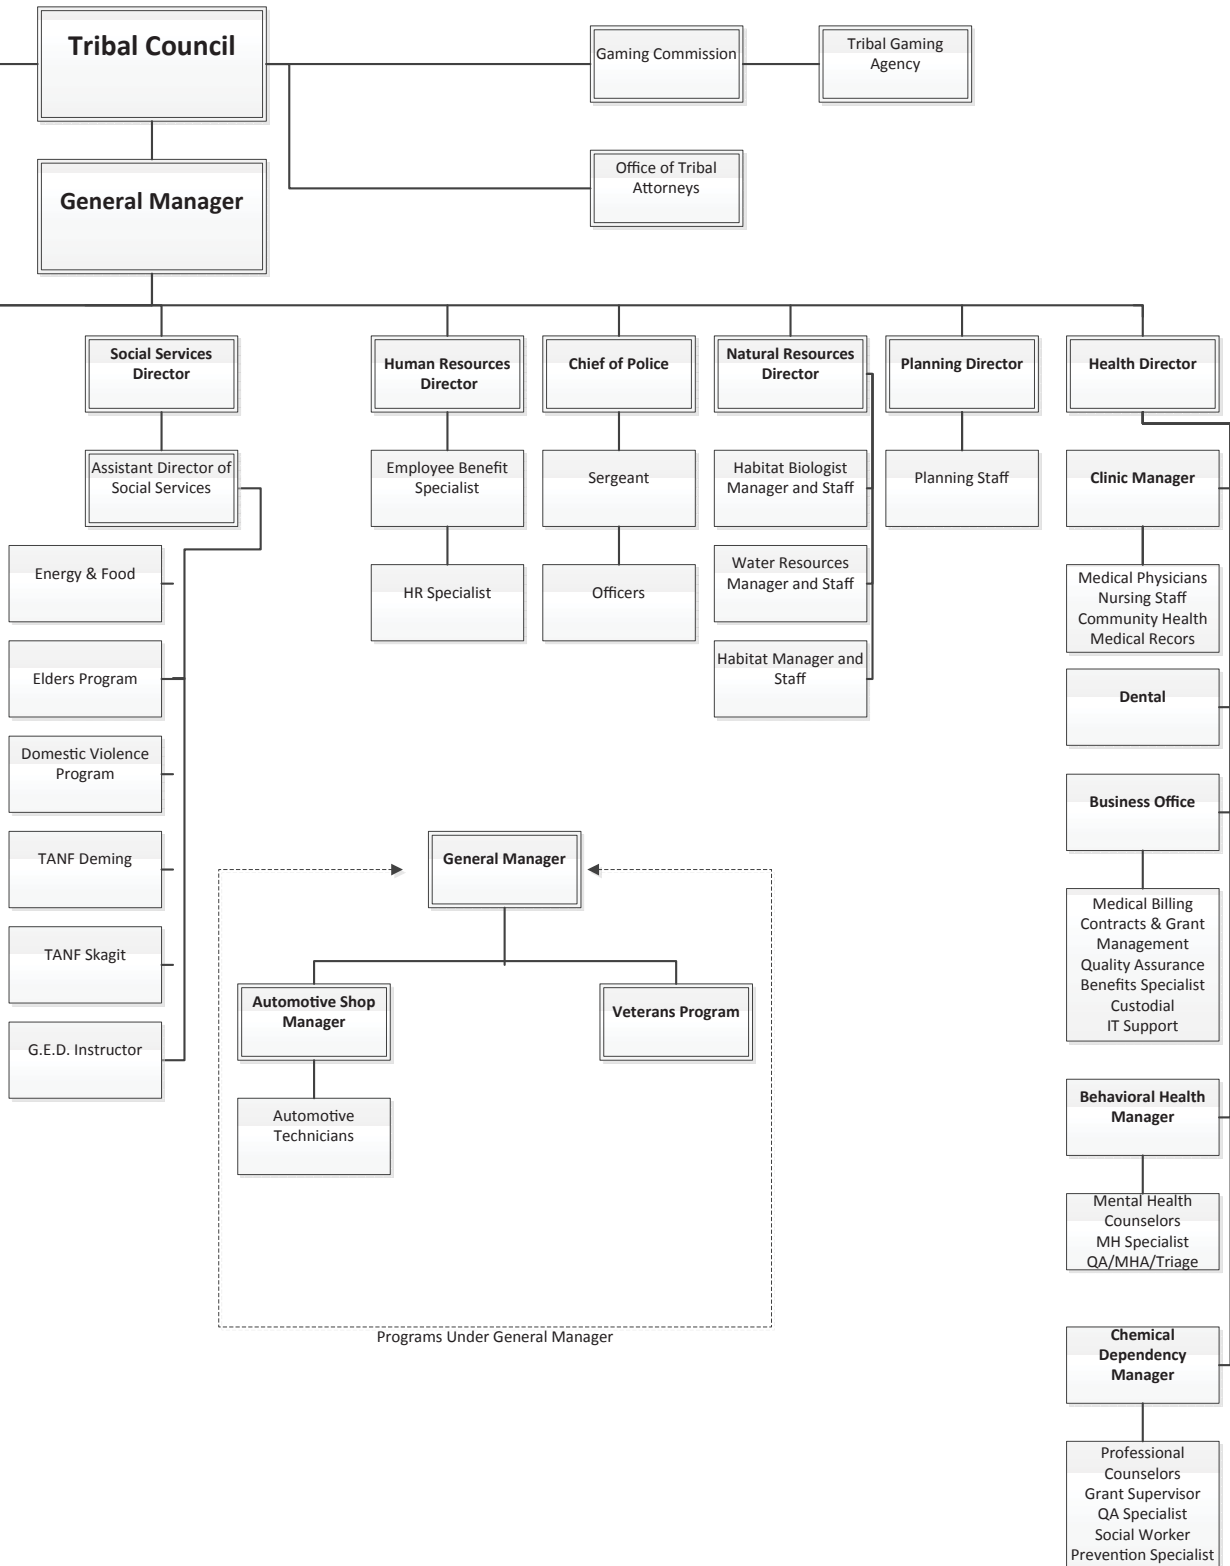 Tribal Council
Gaming Commission
Tribal Gaming
Agency
Office of Tribal
Attorneys
General Manager
Social Services
Director
Human Resources
Director
Chief of Police
Natural Resources
Director
Planning Director
Health Director
Assistant Director of
Social Services
Employee Benefit
Specialist
Sergeant
Habitat Biologist
Manager and Staff
Planning Staff
Clinic Manager
Energy & Food
Elders Program
Domestic Violence
Program
TANF Deming
TANF Skagit
G.E.D. Instructor
HR Specialist
Officers
Water Resources
Manager and Staff
Habitat Manager and
Staff
Medical Physicians
Nursing Staff
Community Health
Medical Recors
Dental
Business Office
Medical Billing
Contracts & Grant
Management
Quality Assurance
Benefits Specialist
Custodial
IT Support
Behavioral Health
Manager
Mental Health
Counselors
MH Specialist
QA/MHA/Triage
Chemical
Dependency
Manager
Professional
Counselors
Grant Supervisor
QA Specialist
Social Worker
Prevention Specialist
General Manager
Automotive Shop
Manager
Veterans Program
Automotive
Technicians
Programs Under General Manager